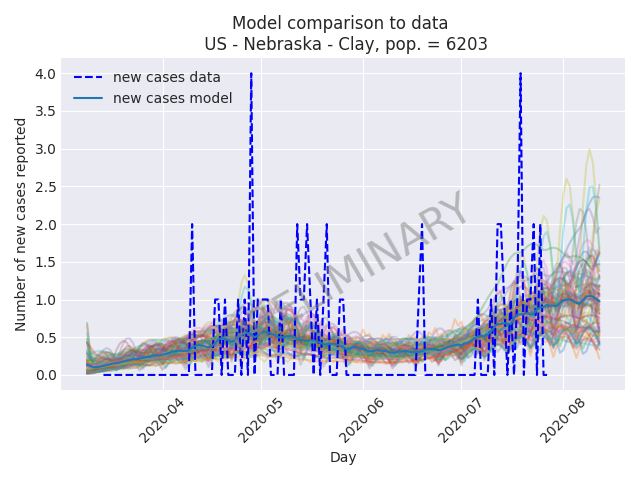 Model comparison to data
US - Nebraska - Clay, pop. = 6203
new cases data
new cases model
Number of new cases reported
4.0
3.5
3.0
2.5
2.0
1.5
1.0
0.5
0.0
PRELIMINARY
2020-04
2020-05
2020-06
2020-07
2020-08
Day